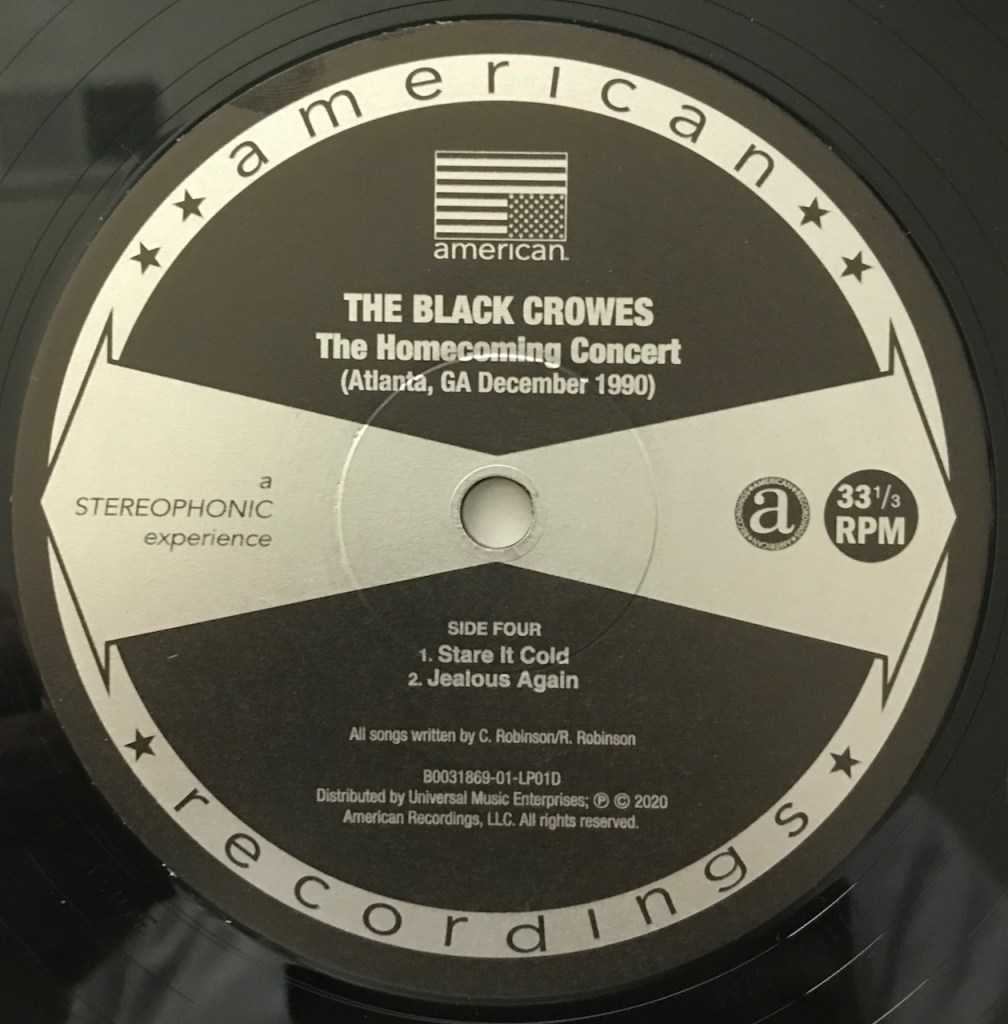 american
american
THE BLACK CROWES
The Homecoming Concert
(Atlanta, GA December 1990)
a
STEREOPHONIC
experience
a
AMERICAN RECORDINGS
33 1/3
RPM
SIDE FOUR
1. Stare It Cold
2. Jealous Again
All songs written by C. Robinson/R. Robinson
B0031869-01-LP01D
Distributed by Universal Music Enterprises; ℗ © 2020
American Recordings, LLC. All rights reserved.
recordings